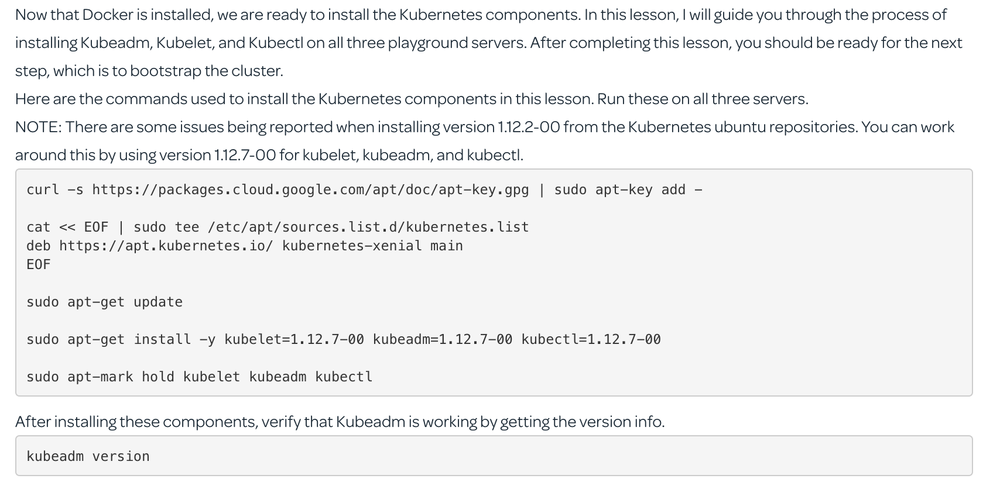 Now that Docker is installed, we are ready to install the Kubernetes components. In this lesson, I will guide you through the process of
installing Kubeadm, Kubelet, and Kubectl on all three playground servers. After completing this lesson, you should be ready for the next
step, which is to bootstrap the cluster.
Here are the commands used to install the Kubernetes components in this lesson. Run these on all three servers.
NOTE: There are some issues being reported when installing version 1.12.2-00 from the Kubernetes ubuntu repositories. You can work
around this by using version 1.12.7-00 for kubelet, kubeadm, and kubectl.
curl -s https://packages.cloud.google.com/apt/doc/apt-key.gpg | sudo apt-key add -
cat << EOF | sudo tee /etc/apt/sources.list.d/kubernetes.list
deb https://apt.kubernetes.io/ kubernetes-xenial main
EOF
sudo apt-get update
sudo apt-get install -y kubelet=1.12.7-00 kubeadm=1.12.7-00 kubectl=1.12.7-00
sudo apt-mark hold kubelet kubeadm kubectl
After installing these components, verify that Kubeadm is working by getting the version info.
kubeadm version